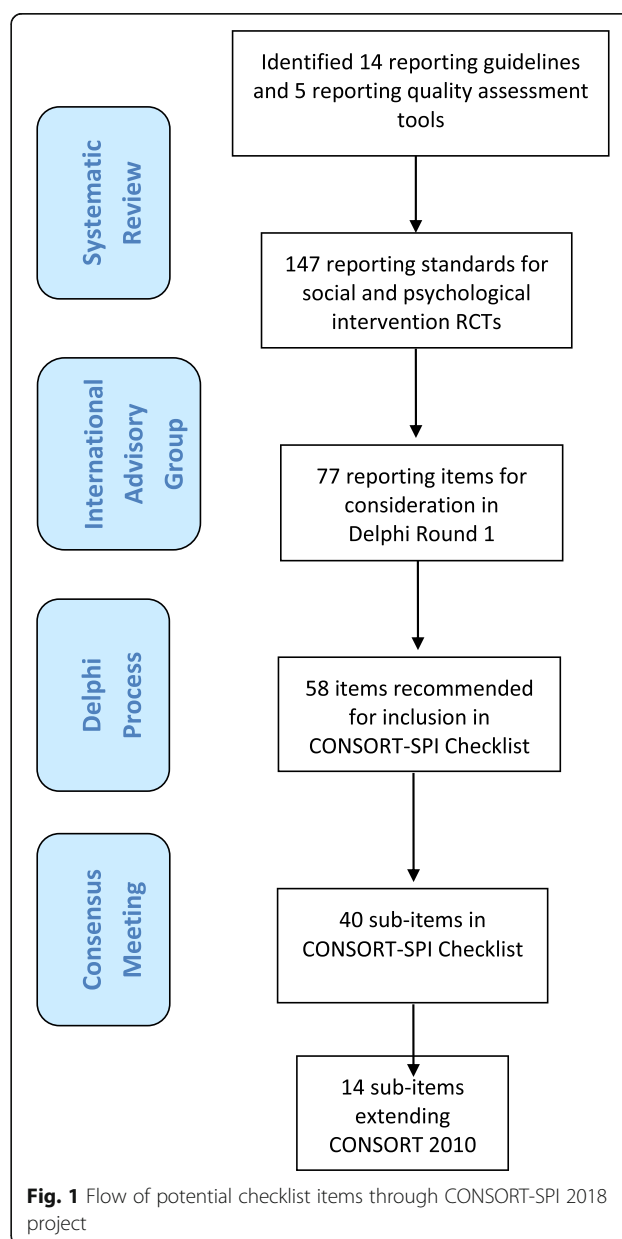 Identified 14 reporting guidelines
and 5 reporting quality assessment
tools
Systematic
Review
147 reporting standards for
social and psychological
intervention RCTs
International
Advisory
Group
77 reporting items for
consideration in
Delphi Round 1
Delphi
Process
58 items recommended
for inclusion in
CONSORT-SPI Checklist
Consensus
Meeting
40 sub-items in
CONSORT-SPI Checklist
14 sub-items
extending
CONSORT 2010
Fig. 1 Flow of potential checklist items through CONSORT-SPI 2018
project